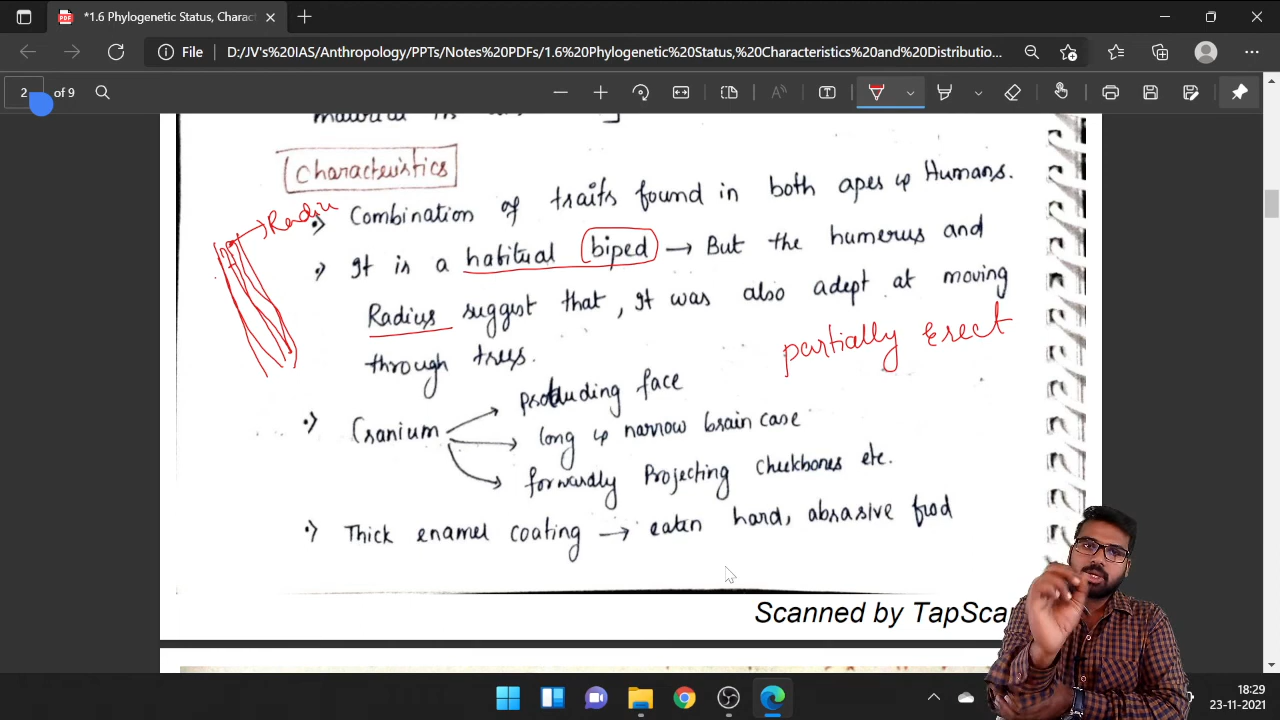 *1.6 Phylogenetic Status, Charac
File D:/JV's%20IAS/Anthropology/PPTs/Notes%20PDFs/1.6%20Phylogenetic%20Status,%20Characteristics%20and%20Distributio...
2 of 9
Characteristics
Radiu
Combination of traits found in both apes & Humans.
It is a habitual biped → But the humerus and
Radius suggest that, It was also adept at moving
through trees.
partially Erect
Cranium
protruding face
long & narrow brain case
forwardly Projecting Cheekbones etc.
Thick enamel coating → eaten hard, abrasive food
Scanned by TapSca
18:29
23-11-2021